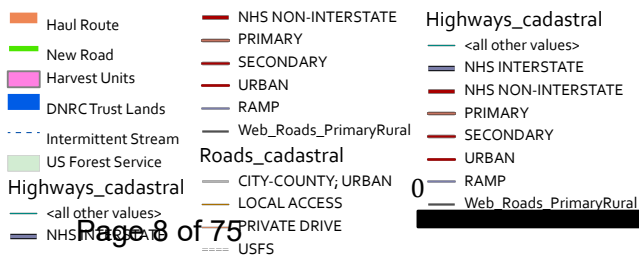 Haul Route
New Road
Harvest Units
DNRC Trust Lands
Intermittent Stream
US Forest Service
Highways_cadastral
<all other values>
NHS INTERSTATE
Page 8 of 75
NHS NON-INTERSTATE
PRIMARY
SECONDARY
URBAN
RAMP
Web_Roads_PrimaryRural
Roads_cadastral
CITY-COUNTY; URBAN
LOCAL ACCESS
PRIVATE DRIVE
USFS
Highways_cadastral
<all other values>
NHS INTERSTATE
NHS NON-INTERSTATE
PRIMARY
SECONDARY
URBAN
RAMP
Web_Roads_PrimaryRural
0